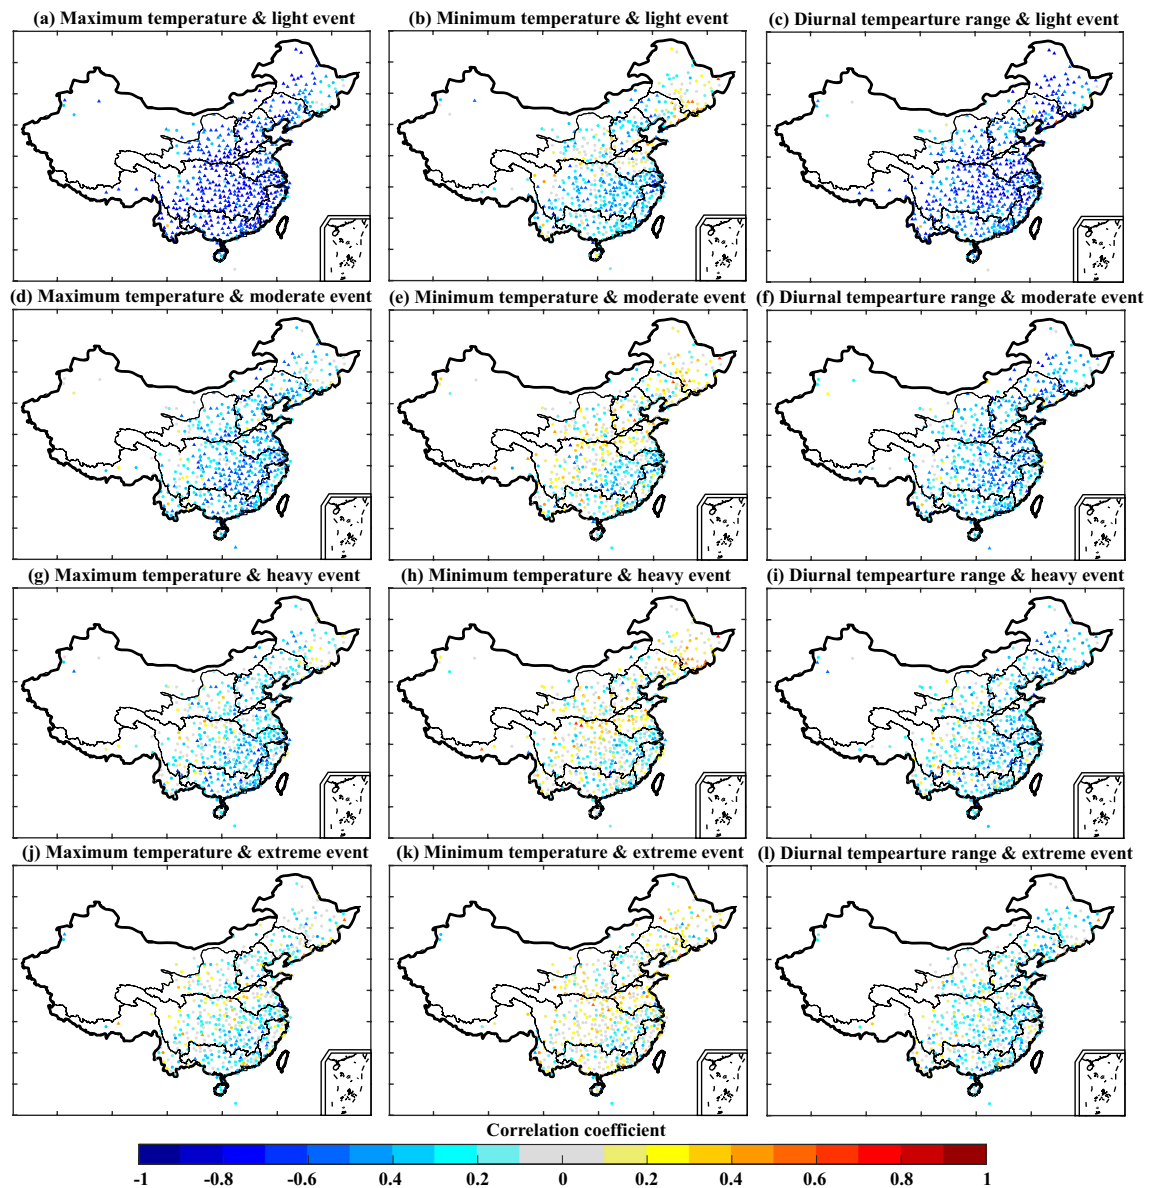 (a) Maximum temperature & light event
(b) Minimum temperature & light event
(c) Diurnal tempearture range & light event
(d) Maximum temperature & moderate event
(e) Minimum temperature & moderate event
(f) Diurnal tempearture range & moderate event
(g) Maximum temperature & heavy event
(h) Minimum temperature & heavy event
(i) Diurnal tempearture range & heavy event
(j) Maximum temperature & extreme event
(k) Minimum temperature & extreme event
(l) Diurnal tempearture range & extreme event
Correlation coefficient
-1 -0.8 -0.6 0.4 0.2 0 0.2 0.4 0.6 0.8 1